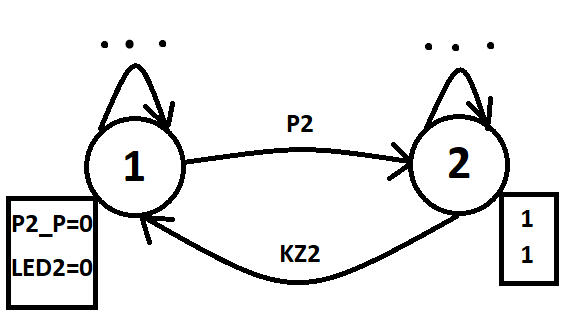 . . .
. . .
P2
1
2
P2_P=0
LED2=0
1
1
KZ2